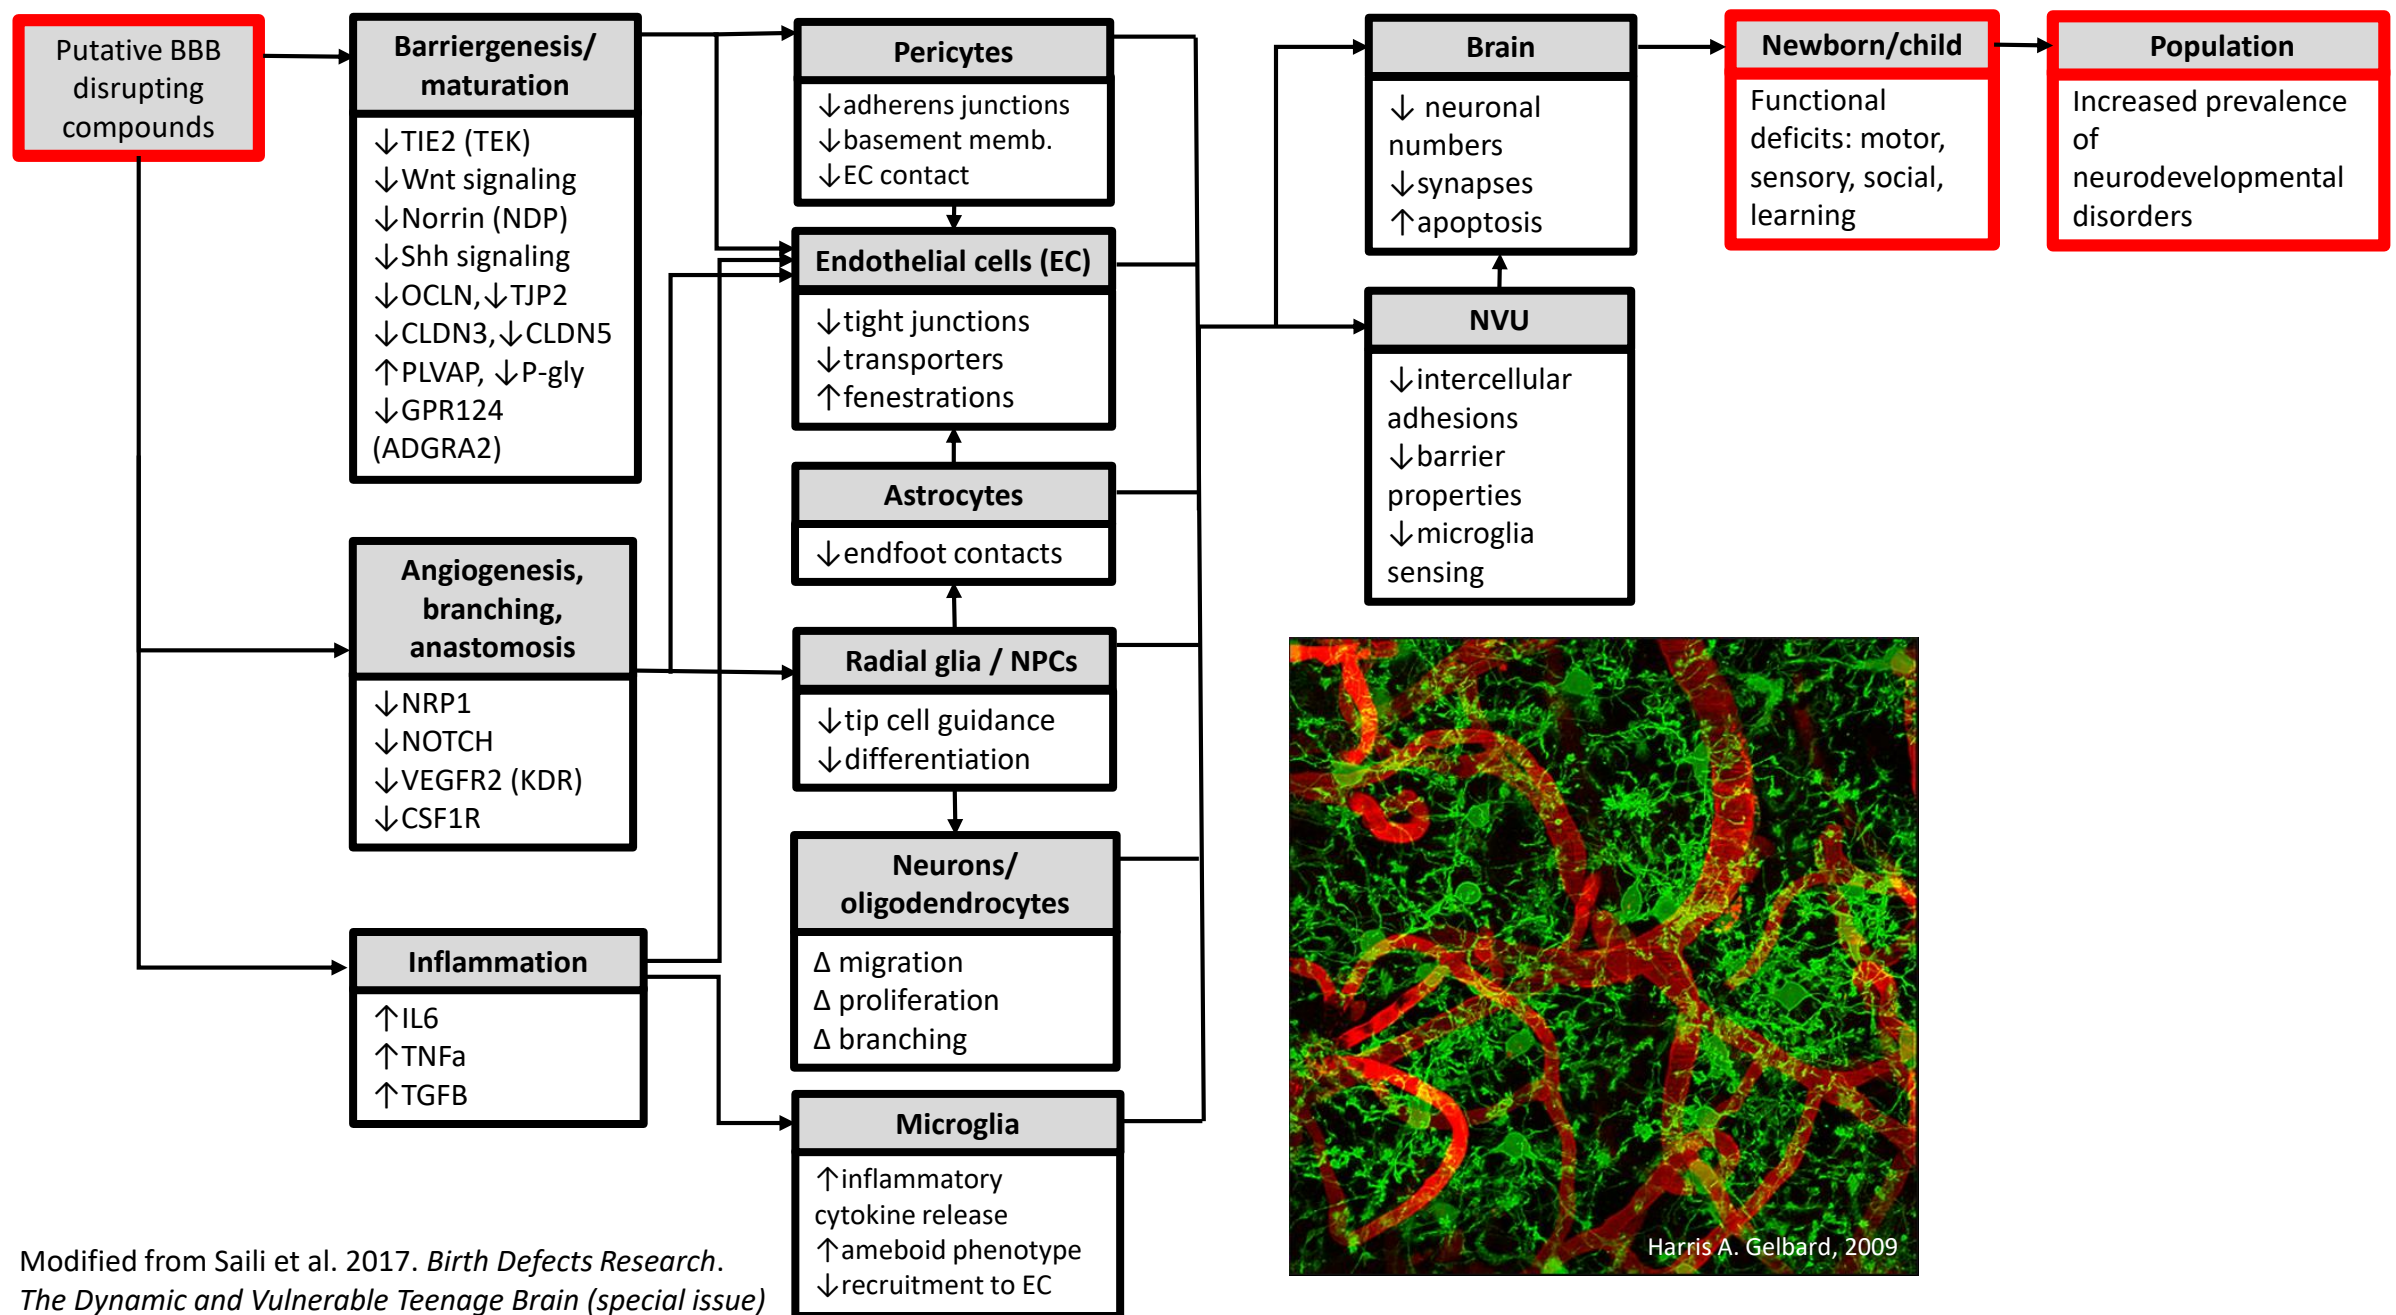 Putative BBB
disrupting
compounds
Barriergenesis/
maturation
↓TIE2 (TEK)
↓Wnt signaling
↓Norrin (NDP)
↓Shh signaling
↓OCLN,↓TJP2
↓CLDN3,↓CLDN5
↑PLVAP, ↓P-gly
↓GPR124
(ADGRA2)
Angiogenesis,
branching,
anastomosis
↓NRP1
↓NOTCH
↓VEGFR2 (KDR)
↓CSF1R
Inflammation
↑IL6
↑TNFa
↑TGFB
Pericytes
↓adherens junctions
↓basement memb.
↓EC contact
Endothelial cells (EC)
↓tight junctions
↓transporters
↑fenestrations
Astrocytes
↓endfoot contacts
Radial glia / NPCs
↓tip cell guidance
↓differentiation
Neurons/
oligodendrocytes
Δ migration
Δ proliferation
Δ branching
Microglia
↑inflammatory
cytokine release
↑ameboid phenotype
↓recruitment to EC
Brain
↓ neuronal
numbers
↓synapses
↑apoptosis
NVU
↓intercellular
adhesions
↓barrier
properties
↓microglia
sensing
Newborn/child
Functional
deficits: motor,
sensory, social,
learning
Population
Increased prevalence
of
neurodevelopmental
disorders
Harris A. Gelbard, 2009
Modified from Saili et al. 2017. Birth Defects Research.
The Dynamic and Vulnerable Teenage Brain (special issue)